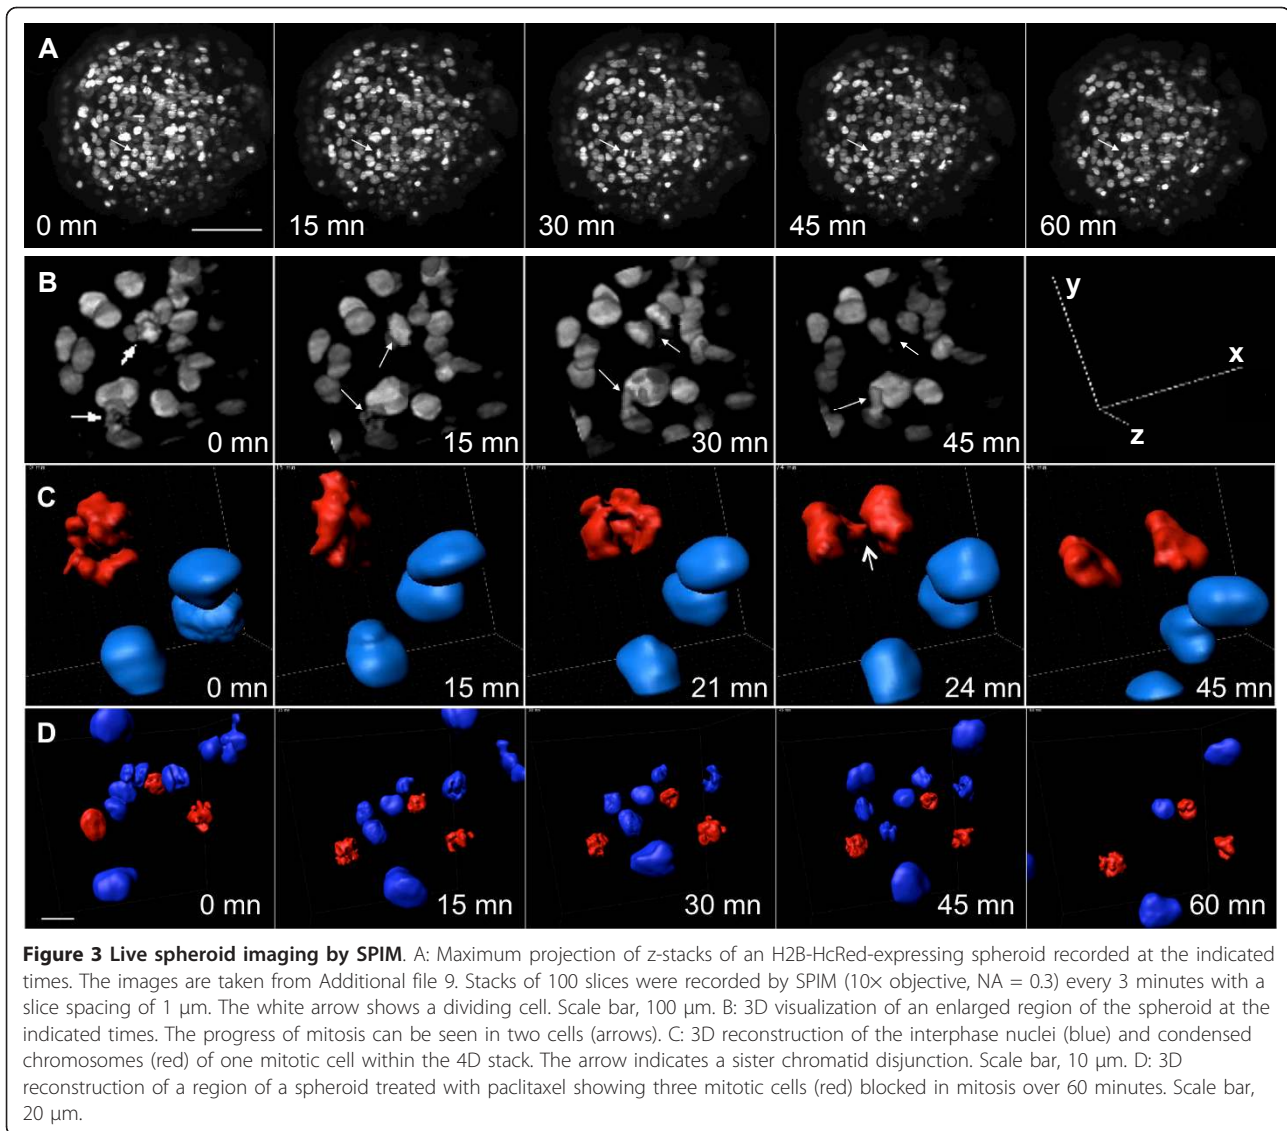 A
0 mn
15 mn
30 mn
45 mn
60 mn
B
0 mn
15 mn
30 mn
45 mn
y
x
z
C
0 mn
15 mn
21 mn
24 mn
45 mn
D
0 mn
15 mn
30 mn
45 mn
60 mn
Figure 3 Live spheroid imaging by SPIM. A: Maximum projection of z-stacks of an H2B-HcRed-expressing spheroid recorded at the indicated
times. The images are taken from Additional file 9. Stacks of 100 slices were recorded by SPIM (10× objective, NA = 0.3) every 3 minutes with a
slice spacing of 1 μm. The white arrow shows a dividing cell. Scale bar, 100 μm. B: 3D visualization of an enlarged region of the spheroid at the
indicated times. The progress of mitosis can be seen in two cells (arrows). C: 3D reconstruction of the interphase nuclei (blue) and condensed
chromosomes (red) of one mitotic cell within the 4D stack. The arrow indicates a sister chromatid disjunction. Scale bar, 10 μm. D: 3D
reconstruction of a region of a spheroid treated with paclitaxel showing three mitotic cells (red) blocked in mitosis over 60 minutes. Scale bar,
20 μm.